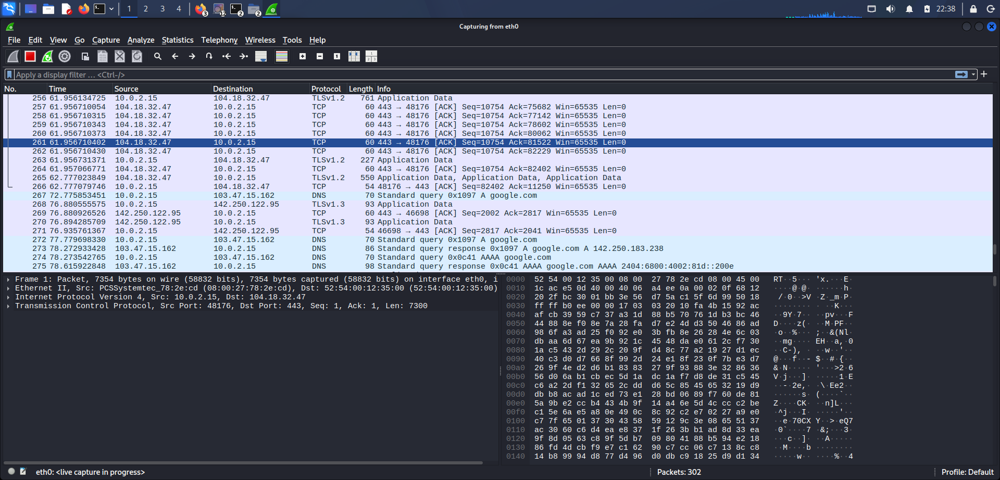 1 2 3 4 3 12 2 2 22:38
Capturing from eth0
File Edit View Go Capture Analyze Statistics Telephony Wireless Tools Help
Apply a display filter … <Ctrl-/>
No. Time Source Destination Protocol Length Info
256 61.956134725 10.0.2.15 104.18.32.47 TLSv1.2 761 Application Data
257 61.956710054 104.18.32.47 10.0.2.15 TCP 60 443 → 48176 [ACK] Seq=10754 Ack=75682 Win=65535 Len=0
258 61.956710315 104.18.32.47 10.0.2.15 TCP 60 443 → 48176 [ACK] Seq=10754 Ack=77142 Win=65535 Len=0
259 61.956710343 104.18.32.47 10.0.2.15 TCP 60 443 → 48176 [ACK] Seq=10754 Ack=78602 Win=65535 Len=0
260 61.956710373 104.18.32.47 10.0.2.15 TCP 60 443 → 48176 [ACK] Seq=10754 Ack=80062 Win=65535 Len=0
261 61.956710402 104.18.32.47 10.0.2.15 TCP 60 443 → 48176 [ACK] Seq=10754 Ack=81522 Win=65535 Len=0
262 61.956710430 104.18.32.47 10.0.2.15 TCP 60 443 → 48176 [ACK] Seq=10754 Ack=82229 Win=65535 Len=0
263 61.956731371 10.0.2.15 104.18.32.47 TLSv1.2 227 Application Data
264 61.957066771 104.18.32.47 10.0.2.15 TCP 60 443 → 48176 [ACK] Seq=10754 Ack=82402 Win=65535 Len=0
265 62.777023849 104.18.32.47 10.0.2.15 TLSv1.2 550 Application Data, Application Data, Application Data
266 62.777079746 10.0.2.15 104.18.32.47 TCP 54 48176 → 443 [ACK] Seq=82402 Ack=11250 Win=65535 Len=0
267 72.775853451 10.0.2.15 103.47.15.162 DNS 70 Standard query 0x1097 A google.com
268 76.880555575 10.0.2.15 142.250.122.95 TLSv1.3 93 Application Data
269 76.880926526 142.250.122.95 10.0.2.15 TCP 60 443 → 46698 [ACK] Seq=2002 Ack=2817 Win=65535 Len=0
270 76.894285709 142.250.122.95 10.0.2.15 TLSv1.3 93 Application Data
271 76.935761367 10.0.2.15 142.250.122.95 TCP 54 46698 → 443 [ACK] Seq=2817 Ack=2041 Win=65535 Len=0
272 77.779698330 10.0.2.15 103.47.15.162 DNS 70 Standard query 0x1097 A google.com
273 78.272933428 103.47.15.162 10.0.2.15 DNS 86 Standard query response 0x1097 A google.com A 142.250.183.238
274 78.273542765 10.0.2.15 103.47.15.162 DNS 70 Standard query 0x0c41 AAAA google.com
275 78.615922848 103.47.15.162 10.0.2.15 DNS 98 Standard query response 0x0c41 AAAA google.com AAAA 2404:6800:4002:81d::200e
Frame 1: Packet, 7354 bytes on wire (58832 bits), 7354 bytes captured (58832 bits) on interface eth0, i
Ethernet II, Src: PCSSystemtec_78:2e:cd (08:00:27:78:2e:cd), Dst: 52:54:00:12:35:00 (52:54:00:12:35:00)
Internet Protocol Version 4, Src: 10.0.2.15, Dst: 104.18.32.47
Transmission Control Protocol, Src Port: 48176, Dst Port: 443, Seq: 1, Ack: 1, Len: 7300
0000 52 54 00 12 35 00 08 00 27 78 2e cd 08 00 45 00 RT··5···'x.···E·
0010 1c ac e5 0d 40 00 40 06 a4 ee 0a 00 02 0f 68 12 ····@·@·······h·
0020 20 2f bc 30 01 bb 3e 56 d7 5a c1 5f 6d 99 50 18 /·0··>V·Z·_m·P·
0030 ff ff b0 ee 00 00 17 03 03 20 10 fa 4b 15 92 ac ········· ··K···
0040 af cb 39 59 c7 37 a3 1d 88 b5 70 76 1d b3 bc 46 ··9Y·7····pv···F
0050 44 88 8e f0 8e 7a 28 fa d7 e2 4d d3 50 46 86 ad D····z(···M·PF··
0060 98 6f a3 ad 25 f0 92 e0 3b fb 8e 26 28 4e 6c 03 ·o··%···;··&(Nl·
0070 db aa 6d 67 ea 9b 92 1c 45 48 da e0 61 2c f7 30 ··mg····EH··a,·0
0080 1a c5 43 2d 29 2c 20 9f d4 8c 77 a2 19 27 d1 ec ··C-), ···w··'··
0090 40 c3 d0 d7 66 8f 99 2d 24 e1 8f 23 0f 7b e3 d7 @···f··-$··#·{··
00a0 26 9f 4e d2 d6 b1 83 83 27 9f 93 88 3e 32 86 36 &·N·····'···>2·6
00b0 56 d0 6a b1 cb ec 5d 1a dc 1a f7 d8 de 31 c5 45 V·j···]······1·E
00c0 c6 a2 2d f1 32 65 2c dd d6 5c 85 45 65 32 19 d9 ··-·2e,··\·Ee2··
00d0 db b8 ac ad 1c ed 73 e1 28 bd 06 89 f7 60 de 81 ······s·(····`··
00e0 5a 9b e2 cc b4 43 4b 9f 14 a4 6e 5d 4c cc c2 be Z····CK···n]L···
00f0 c1 5e 6a e5 a8 0e 49 0c 8c 92 c2 e7 02 27 a9 e0 ·^j···I······'··
0100 c7 7f 65 01 37 30 43 58 59 12 9c 3e 08 65 51 37 ··e·70CXY··>·eQ7
0110 ac 30 60 c6 d4 ea e8 37 1f 26 3b b1 ad 8d 33 ea ·0`····7·&;···3·
0120 9f 8d 05 63 c8 9f 5d b7 09 80 41 88 b5 94 e2 18 ···c··]···A·····
0130 86 fd 4d cb f9 e7 c1 62 90 c7 cc 06 c7 13 8c c8 ··M····b········
0140 14 b8 99 94 d8 77 d4 96 d0 db c9 18 25 d9 d1 34 ·····w······%··4
eth0: <live capture in progress> Packets: 302 Profile: Default